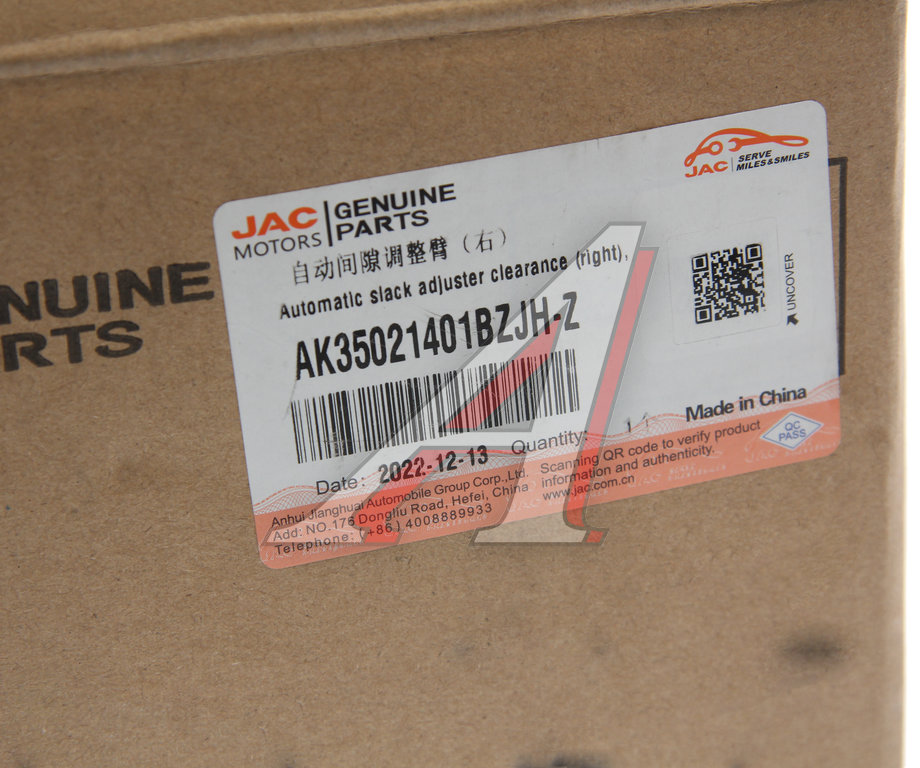 JAC
MOTORS
GENUINE
PARTS
JAC
SERVE
MILES&SMILES
自动间隙调整臂（右）
Automatic slack adjuster clearance (right),
AK35021401BZJH-Z
UNCOVER
Made in China
Date: 2022-12-13 Quantity:
QC
PASS
Scanning QR code to verify product
information and authenticity.
www.jac.com.cn
Anhui Jianghuai Automobile Group Corp.,Ltd.
Add: NO.176 Dongliu Road, Hefei, China
Telephone: (+86) 4008889933
NUINE
RTS